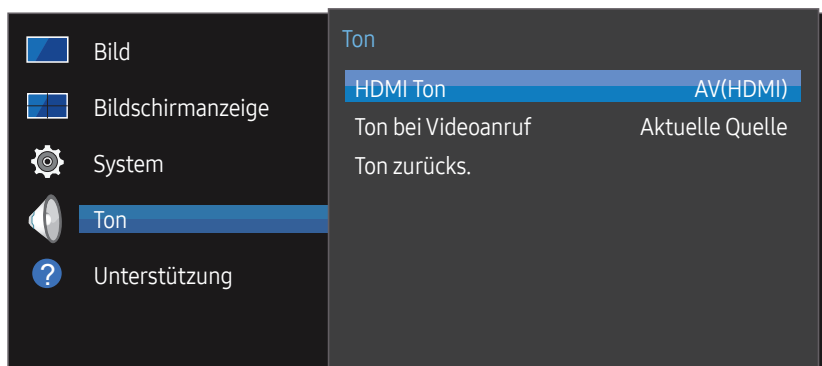 Bild
Bildschirmanzeige
System
Ton
? Unterstützung
Ton
HDMI Ton AV(HDMI)
Ton bei Videoanruf Aktuelle Quelle
Ton zurücks.